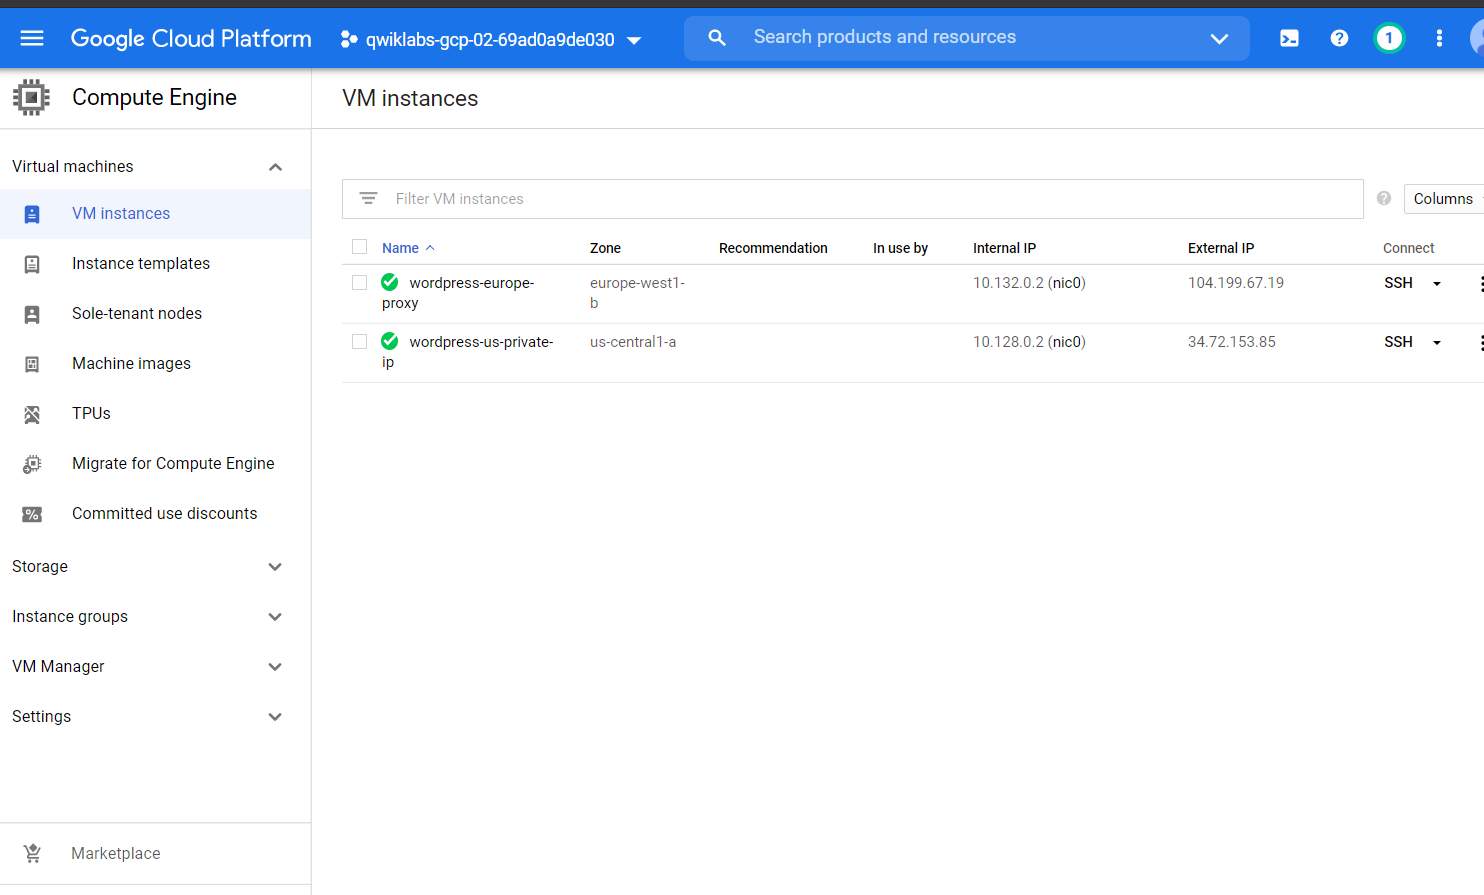 Google Cloud Platform
qwiklabs-gcp-02-69ad0a9de030
Search products and resources
1
Compute Engine
VM instances
Virtual machines
VM instances
Instance templates
Sole-tenant nodes
Machine images
TPUs
Migrate for Compute Engine
Committed use discounts
Storage
Instance groups
VM Manager
Settings
Marketplace
Filter VM instances
Columns
Name Zone Recommendation In use by Internal IP External IP Connect
wordpress-europe- europe-west1- 10.132.0.2 (nic0) 104.199.67.19 SSH
proxy b
wordpress-us-private- us-central1-a 10.128.0.2 (nic0) 34.72.153.85 SSH
ip